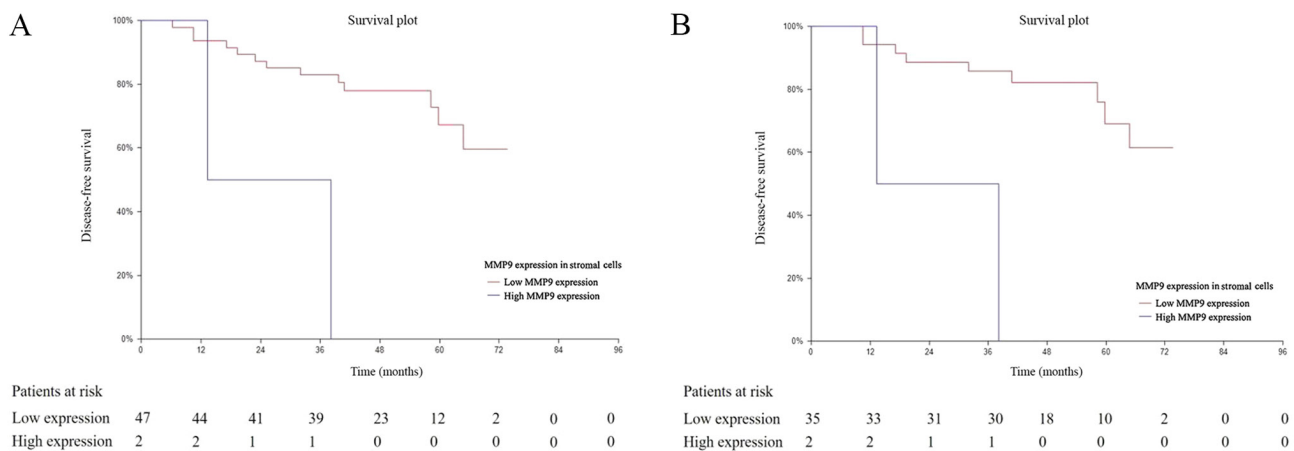 A
Survival plot
100%
80%
60%
40%
20%
0%
Disease-free survival
MMP9 expression in stromal cells
Low MMP9 expression
High MMP9 expression
0 12 24 36 48 60 72 84 96
Time (months)
Patients at risk
Low expression 47 44 41 39 23 12 2 0 0
High expression 2 2 1 1 0 0 0 0 0
B
Survival plot
100%
80%
60%
40%
20%
0%
Disease-free survival
MMP9 expression in stromal cells
Low MMP9 expression
High MMP9 expression
0 12 24 36 48 60 72 84 96
Time (months)
Patients at risk
Low expression 35 33 31 30 18 10 2 0 0
High expression 2 2 1 1 0 0 0 0 0